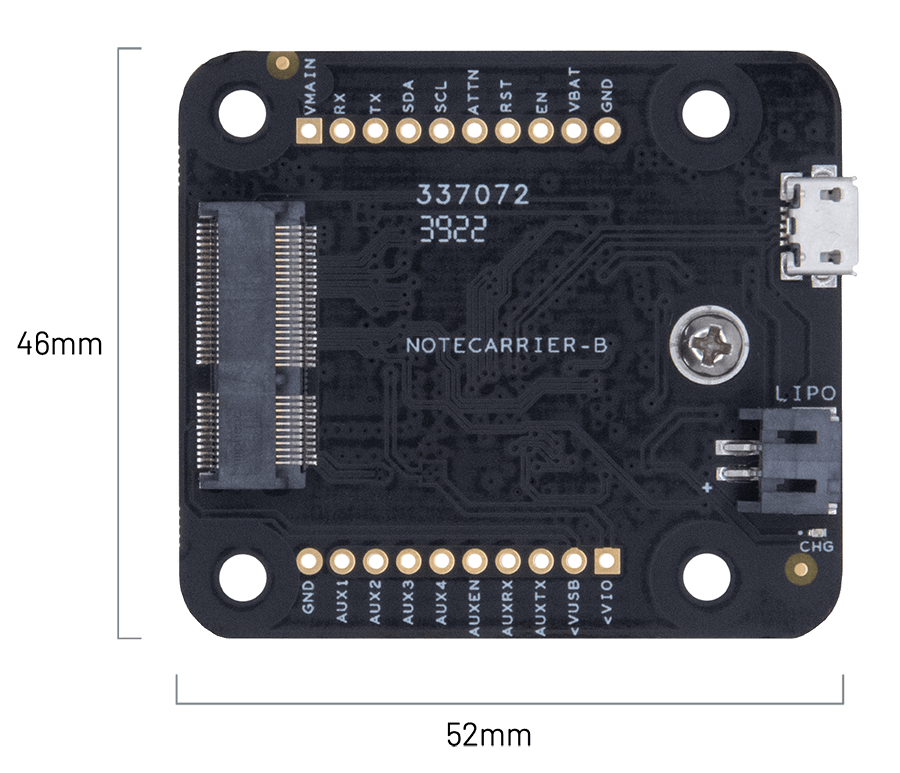 VMAIN
RX
TX
SDA
SCL
ATTN
RST
EN
VBAT
GND
337072
3922
46mm
NOTECARRIER-B
LIPO
+
CHG
GND
AUX1
AUX2
AUX3
AUX4
AUXEN
AUXRX
AUXTX
<VUSB
<VIO
52mm